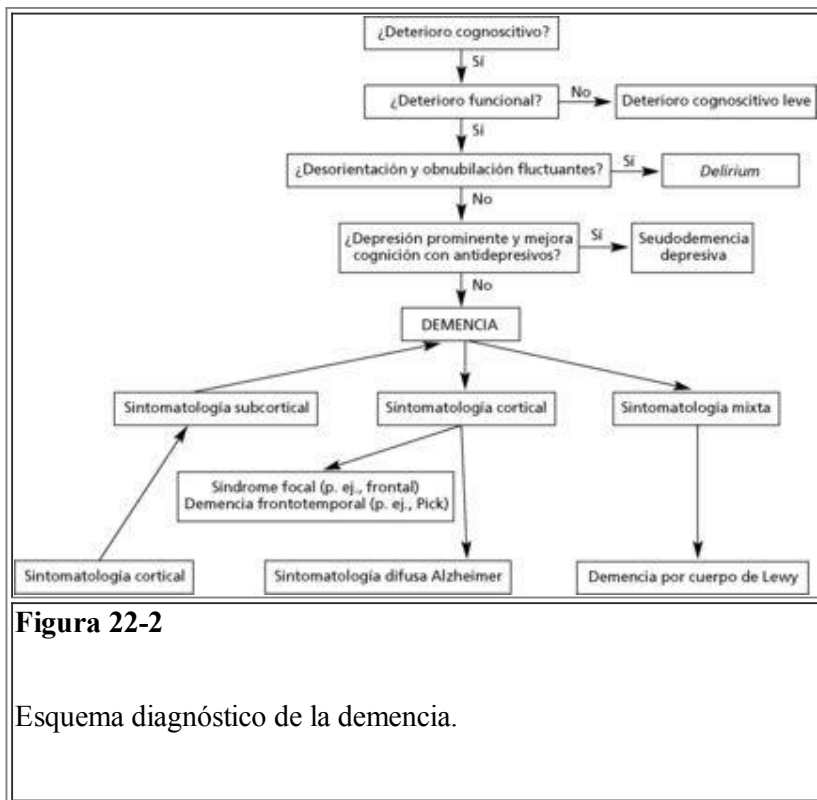 ¿Deterioro cognoscitivo?
Sí
¿Deterioro funcional?
No
Deterioro cognoscitivo leve
Sí
¿Desorientación y obnubilación fluctuantes?
Sí
Delirium
No
¿Depresión prominente y mejora
cognición con antidepresivos?
Sí
Seudodemencia
depresiva
No
DEMENCIA
Sintomatología subcortical
Sintomatología cortical
Sintomatología mixta
Síndrome focal (p. ej., frontal)
Demencia frontotemporal (p. ej., Pick)
Sintomatología cortical
Sintomatología difusa Alzheimer
Demencia por cuerpo de Lewy
Figura 22-2
Esquema diagnóstico de la demencia.